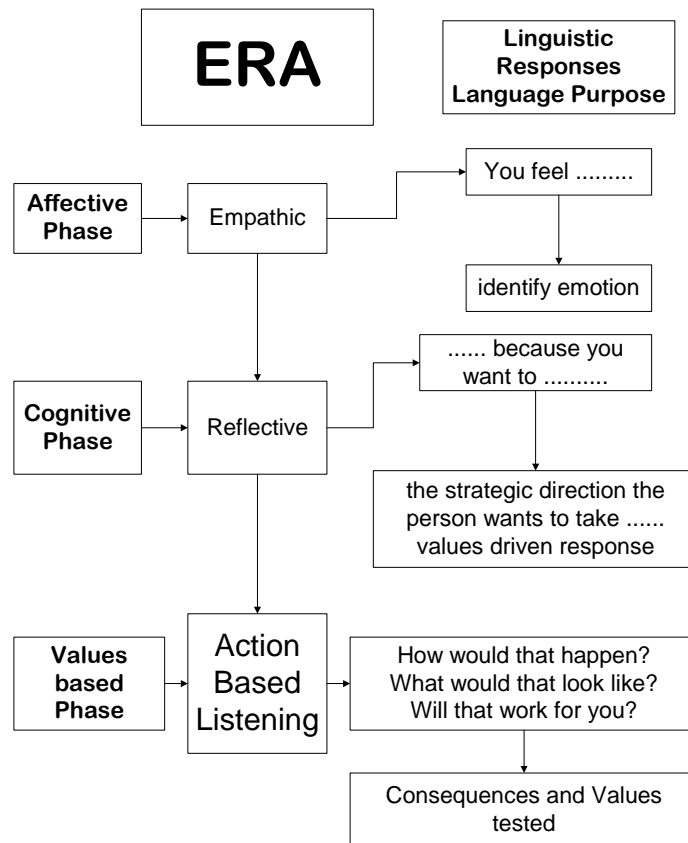 ERA
Linguistic
Responses
Language Purpose
Affective
Phase
Empathic
You feel .........
identify emotion
Cognitive
Phase
Reflective
...... because you
want to ..........
the strategic direction the
person wants to take ......
values driven response
Values
based
Phase
Action
Based
Listening
How would that happen?
What would that look like?
Will that work for you?
Consequences and Values
tested